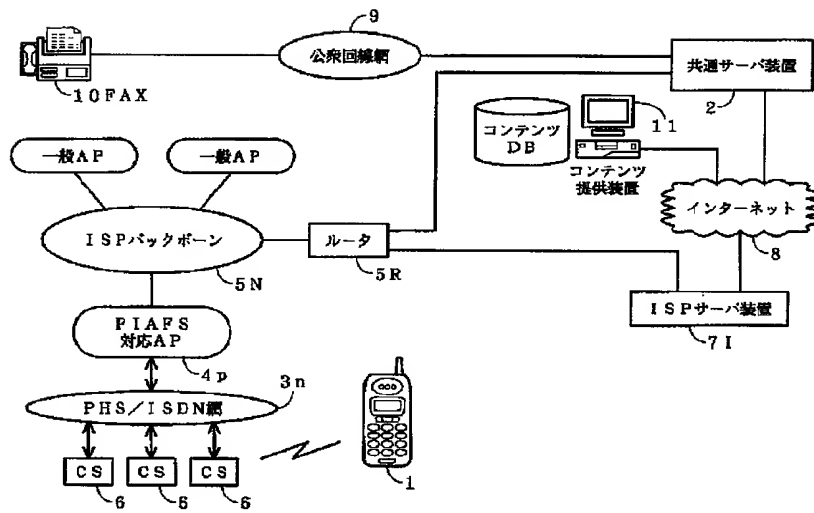 9
公衆回線網
共通サーバ装置
2
10FAX
11
コンテンツ
DB
コンテンツ
提供装置
一般AP
一般AP
インターネット
8
ISPバックボーン
5N
ルータ
5R
ISPサーバ装置
7I
PIAFS
対応AP
4p
3n
PHS/ISDN網
CS
CS
CS
6
6
6
1